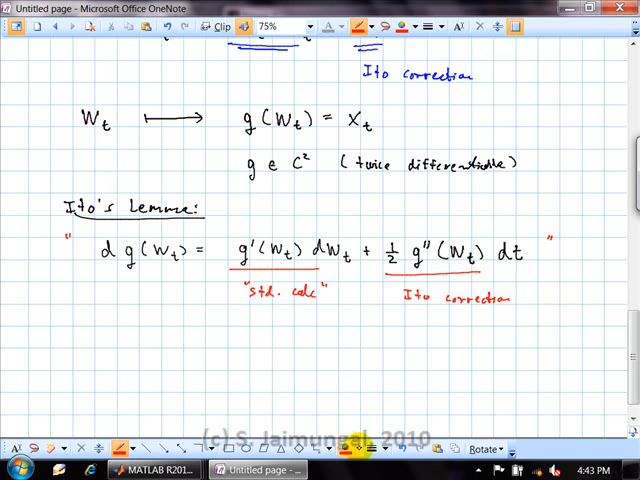 Untitled page - Microsoft Office OneNote
Clip
75%
Ito correction
W_t ⟼ g(W_t) = X_t
g ∈ C² (twice differentiable)
Ito's Lemma:
" d g(W_t) = g'(W_t) dW_t + ½ g''(W_t) dt "
"std. calc" Ito correction
(c) S. Jaimungal, 2010
Rotate
MATLAB R201...
Untitled page - ...
4:43 PM